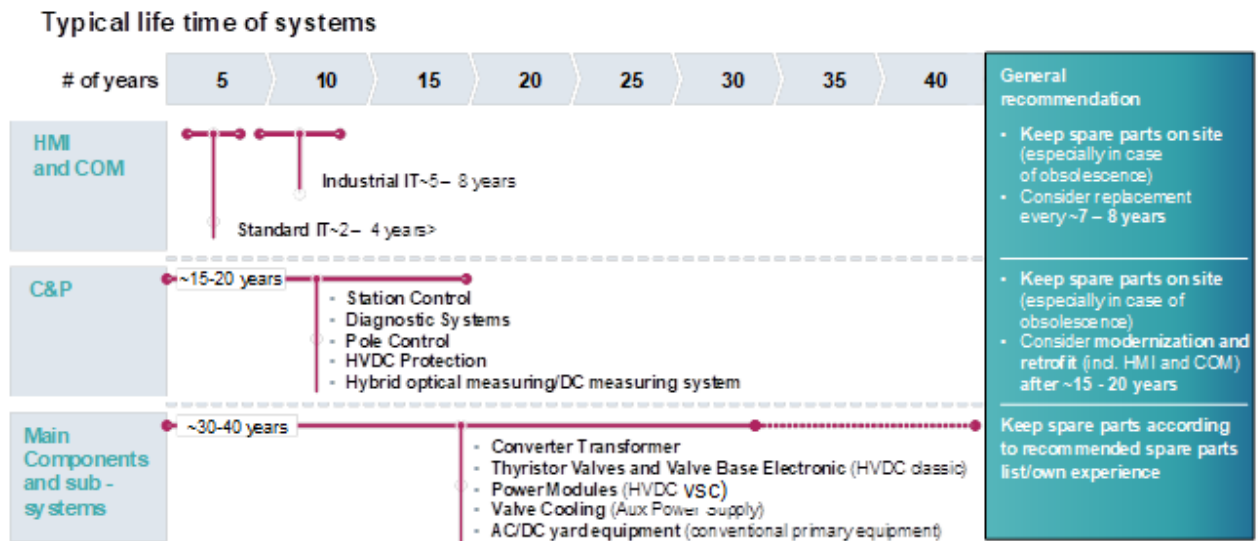 Typical life time of systems
# of years
5
10
15
20
25
30
35
40
General
recommendation
HMI
and COM
Industrial IT~5 – 8 years
Standard IT~2 – 4 years>
• Keep spare parts on site
(especially in case
of obsolescence)
• Consider replacement
every ~7 – 8 years
C&P
~15-20 years
• Station Control
• Diagnostic Systems
• Pole Control
• HVDC Protection
• Hybrid optical measuring/DC measuring system
• Keep spare parts on site
(especially in case of
obsolescence)
• Consider modernization and
retrofit (incl. HMI and COM)
after ~15 - 20 years
Main
Components
and sub -
systems
~30-40 years
• Converter Transformer
• Thyristor Valves and Valve Base Electronic (HVDC classic)
• Power Modules (HVDC VSC)
• Valve Cooling (Aux Power Supply)
• AC/DC yard equipment (conventional primary equipment)
Keep spare parts according
to recommended spare parts
list/own experience